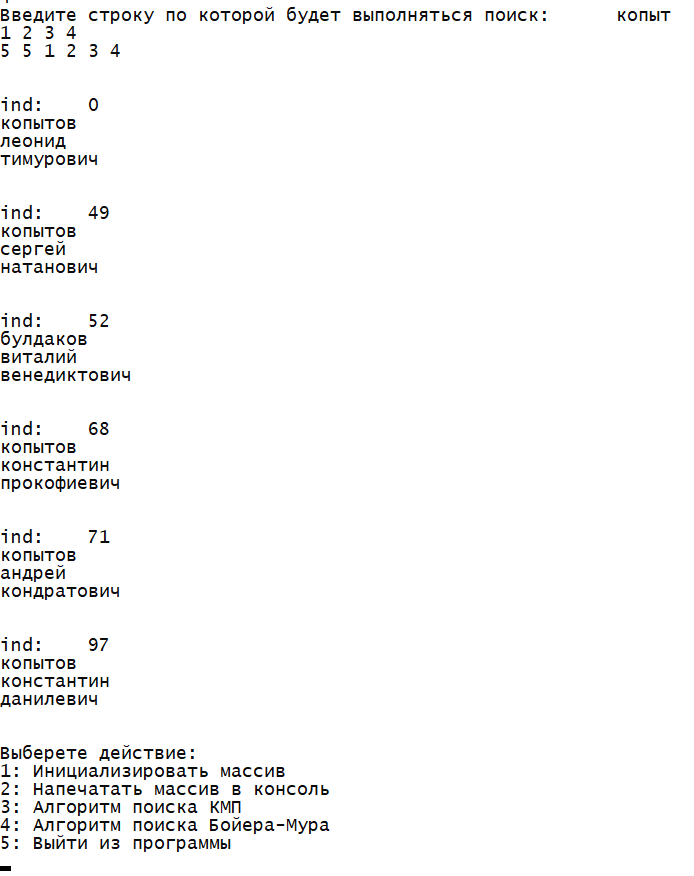 Введите строку по которой будет выполняться поиск: копыт
1 2 3 4
5 5 1 2 3 4
ind: 0
копытов
леонид
тимурович
ind: 49
копытов
сергей
натанович
ind: 52
булдаков
виталий
венедиктович
ind: 68
копытов
константин
прокофиевич
ind: 71
копытов
андрей
кондратович
ind: 97
копытов
константин
данилевич
Выберете действие:
1: Инициализировать массив
2: Напечатать массив в консоль
3: Алгоритм поиска КМП
4: Алгоритм поиска Бойера-Мура
5: Выйти из программы